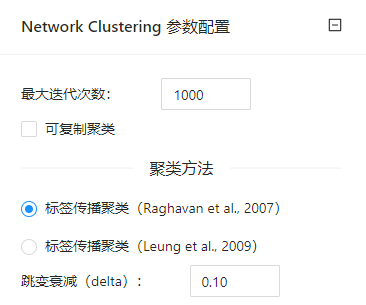 Network Clustering 参数配置
最大迭代次数： 1000
可复制聚类
聚类方法
标签传播聚类（Raghavan et al., 2007）
标签传播聚类（Leung et al., 2009）
跳变衰减（delta）： 0.10